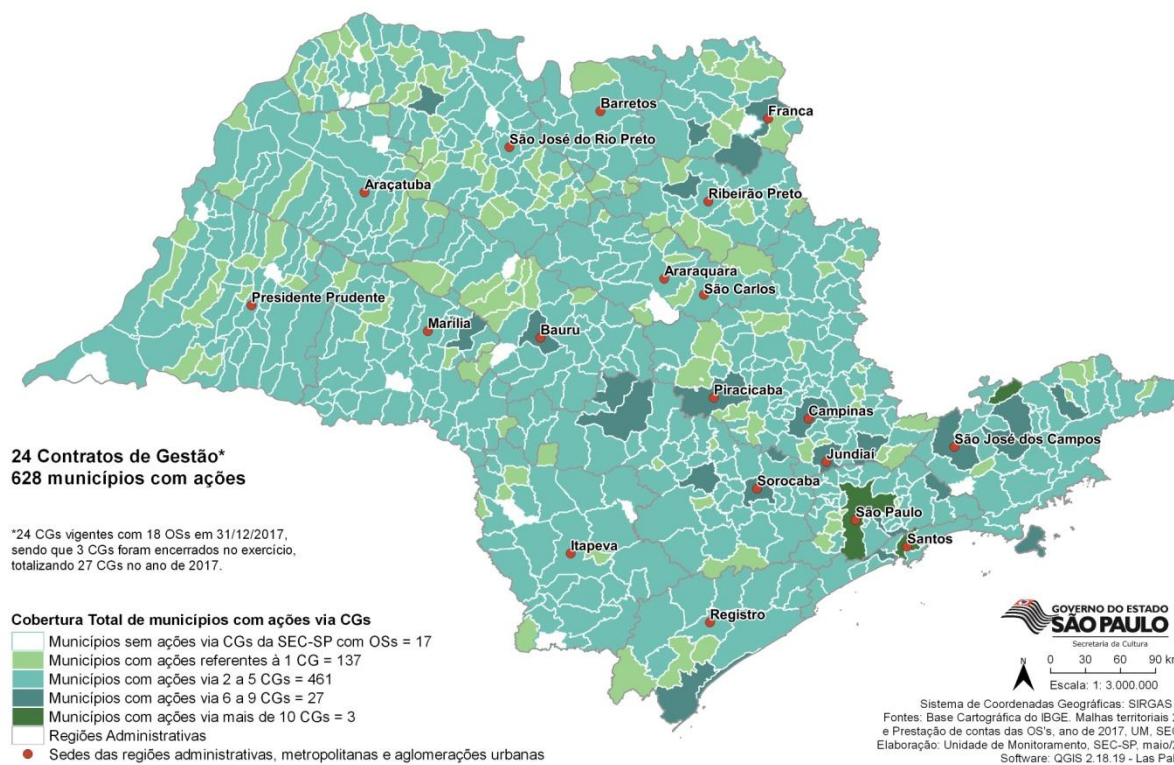 Barretos
Franca
São José do Rio Preto
Araçatuba
Ribeirão Preto
Araraquara
São Carlos
Presidente Prudente
Marília
Bauru
Piracicaba
Campinas
São José dos Campos
Jundiaí
Sorocaba
São Paulo
Santos
Itapeva
Registro
24 Contratos de Gestão*
628 municípios com ações
*24 CGs vigentes com 18 OSs em 31/12/2017,
sendo que 3 CGs foram encerrados no exercício,
totalizando 27 CGs no ano de 2017.
Cobertura Total de municípios com ações via CGs
Municípios sem ações via CGs da SEC-SP com OSs = 17
Municípios com ações referentes à 1 CG = 137
Municípios com ações via 2 a 5 CGs = 461
Municípios com ações via 6 a 9 CGs = 27
Municípios com ações via mais de 10 CGs = 3
Regiões Administrativas
Sedes das regiões administrativas, metropolitanas e aglomerações urbanas
GOVERNO DO ESTADO
SÃO PAULO
Secretaria da Cultura
N 0 30 60 90 km
Escala: 1: 3.000.000
Sistema de Coordenadas Geográficas: SIRGAS
Fontes: Base Cartográfica do IBGE. Malhas territoriais
e Prestação de contas das OS's, ano de 2017, UM, SEC
Elaboração: Unidade de Monitoramento, SEC-SP, maio/
Software: QGIS 2.18.19 - Las Pal